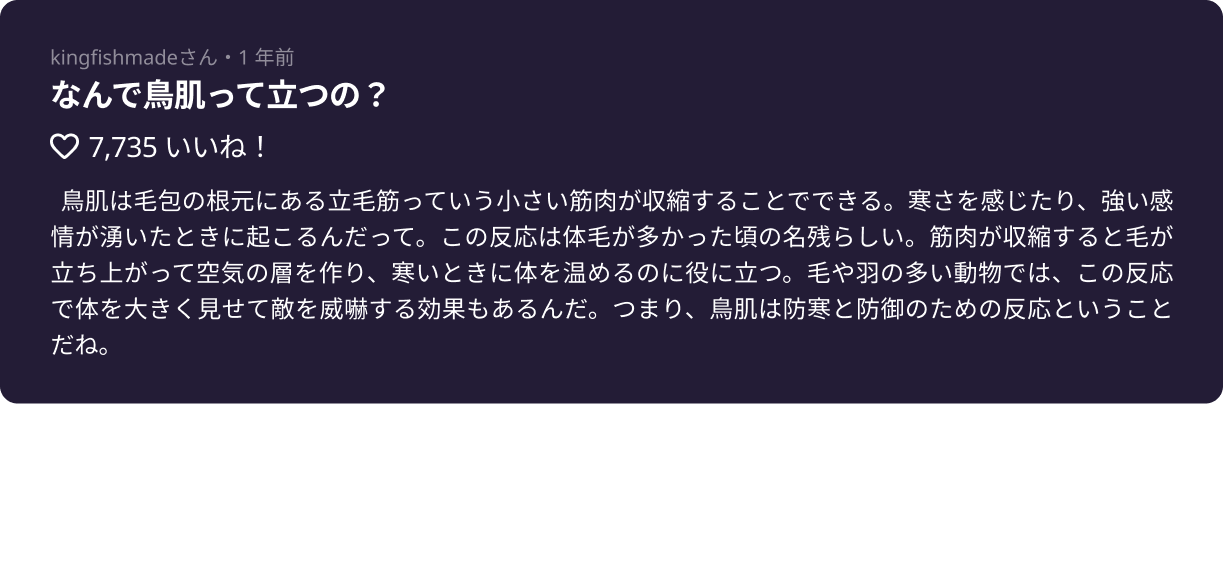 kingfishmadeさん・1 年前
なんで鳥肌って立つの？
7,735 いいね！
鳥肌は毛包の根元にある立毛筋っていう小さい筋肉が収縮することでできる。寒さを感じたり、強い感
情が湧いたときに起こるんだって。この反応は体毛が多かった頃の名残らしい。筋肉が収縮すると毛が
立ち上がって空気の層を作り、寒いときに体を温めるのに役に立つ。毛や羽の多い動物では、この反応
で体を大きく見せて敵を威嚇する効果もあるんだ。つまり、鳥肌は防寒と防御のための反応ということ
だね。